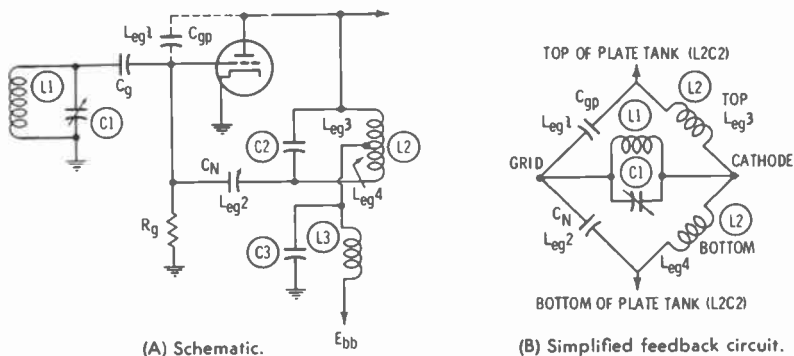 Leg1
Cgp
L1
Cg
C1
CN
Leg2
Rg
C2
Leg3
L2
Leg4
C3
L3
Ebb
(A) Schematic.
TOP OF PLATE TANK (L2C2)
Cgp
Leg1
L2
TOP
Leg3
L1
GRID
C1
CATHODE
CN
Leg2
L2
BOTTOM
Leg4
BOTTOM OF PLATE TANK (L2C2)
(B) Simplified feedback circuit.